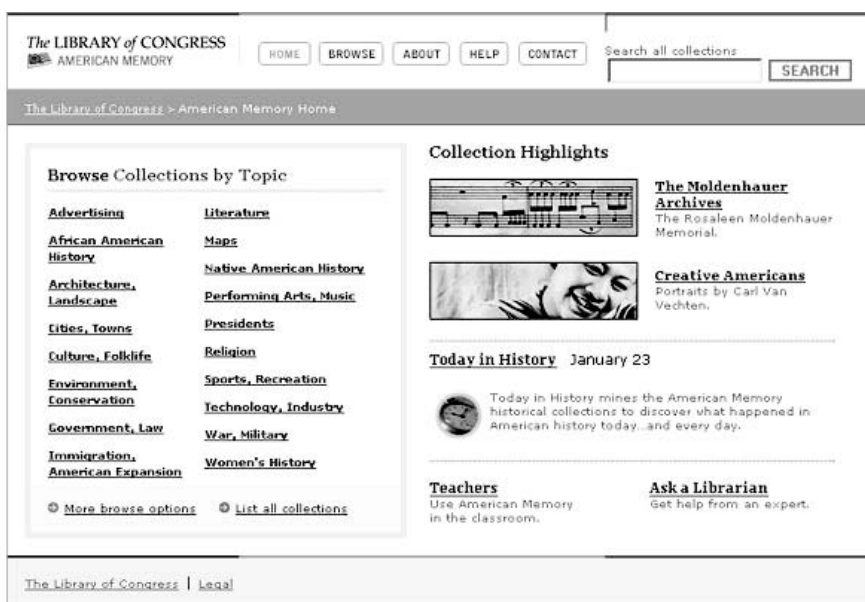 The LIBRARY of CONGRESS
AMERICAN MEMORY
HOME
BROWSE
ABOUT
HELP
CONTACT
Search all collections
SEARCH
The Library of Congress > American Memory Home
Browse Collections by Topic
Advertising
African American
History
Architecture,
Landscape
Cities, Towns
Culture, Folklife
Environment,
Conservation
Government, Law
Immigration,
American Expansion
Literature
Maps
Native American History
Performing Arts, Music
Presidents
Religion
Sports, Recreation
Technology, Industry
War, Military
Women's History
More browse options
List all collections
Collection Highlights
The Moldenhauer
Archives
The Rosaleen Moldenhauer
Memorial.
Creative Americans
Portraits by Carl Van
Vechten.
Today in History January 23
Today in History mines the American Memory
historical collections to discover what happened in
American history today...and every day.
Teachers
Use American Memory
in the classroom.
Ask a Librarian
Get help from an expert.
The Library of Congress | Legal